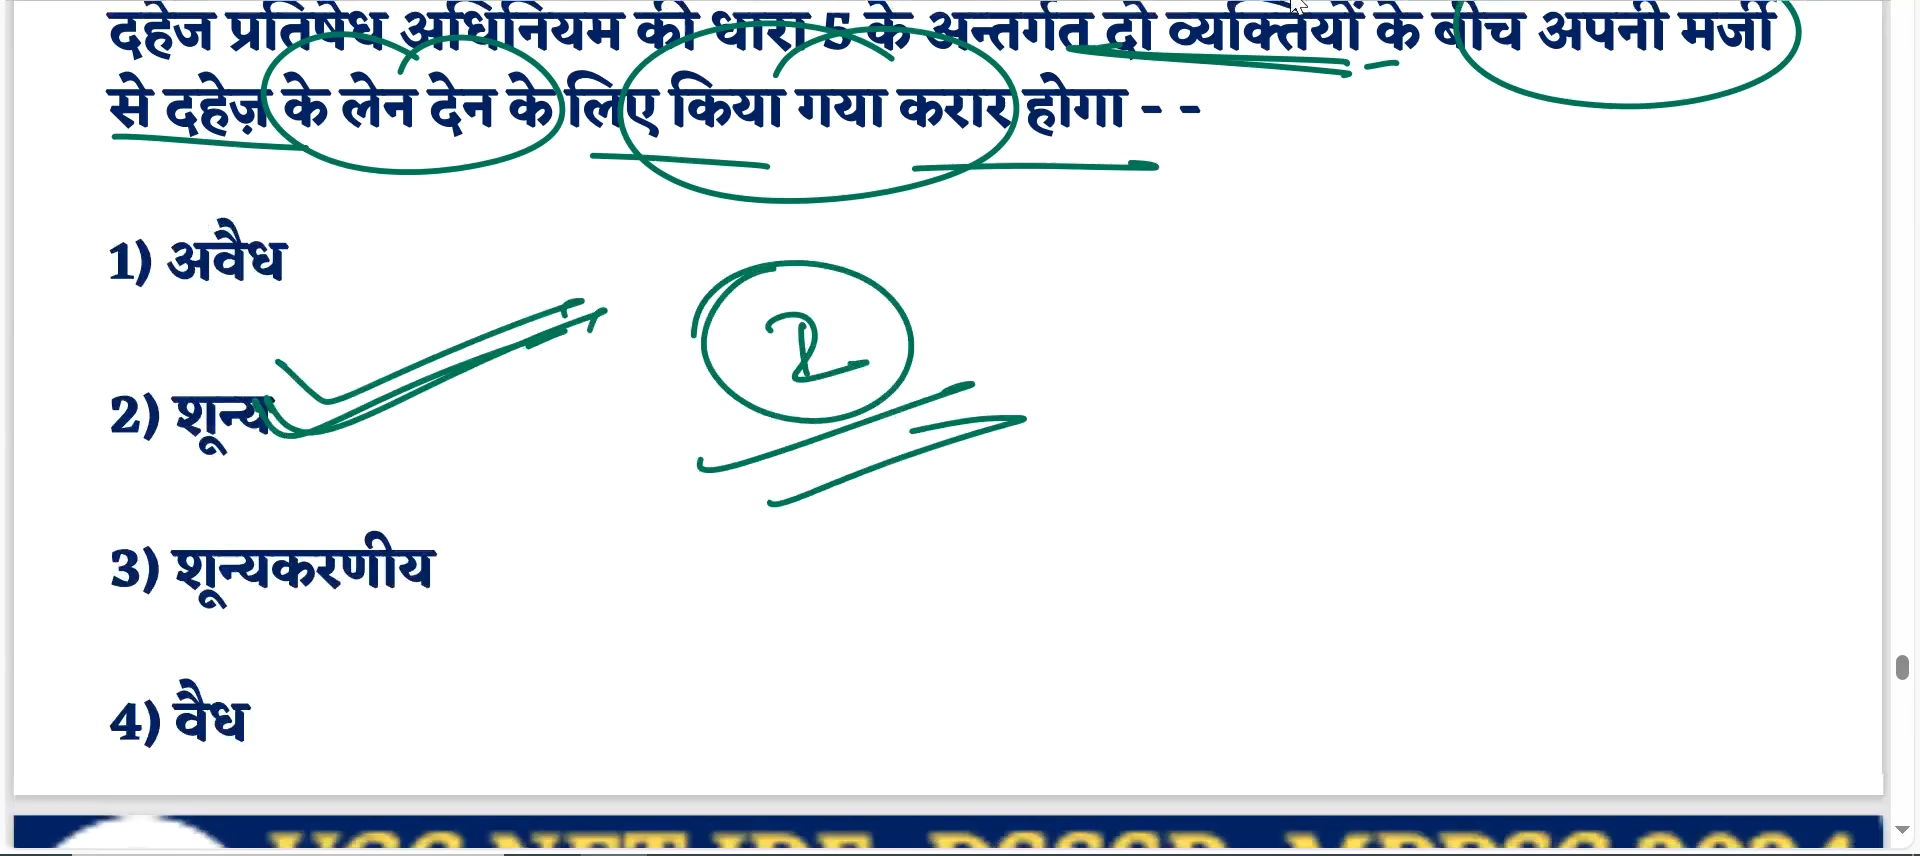 दहेज प्रतिषेध अधिनियम की धारा 5 के अन्तर्गत दो व्यक्तियों के बीच अपनी मर्जी
से दहेज़ के लेन देन के लिए किया गया करार होगा - -
1) अवैध
2
2) शून्य
3) शून्यकरणीय
4) वैध